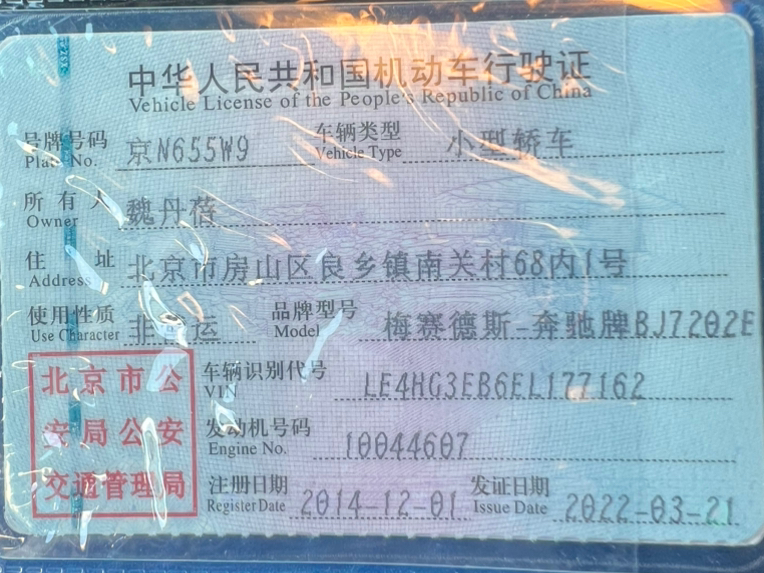 中华人民共和国机动车行驶证
Vehicle License of the People's Republic of China
号牌号码 京N655W9 车辆类型 小型轿车
Plate No. Vehicle Type
所有人 魏丹蓓
Owner
住址 北京市房山区良乡镇南关村68内1号
Address
使用性质 非 运 品牌型号 梅赛德斯-奔驰牌BJ7202E
Use Character Model
北京市公 车辆识别代号 LE4HG3EB6EL177162
VIN
安局公安 发动机号码 10044607
Engine No.
交通管理局 注册日期 2014-12-01 发证日期 2022-03-21
Register Date Issue Date